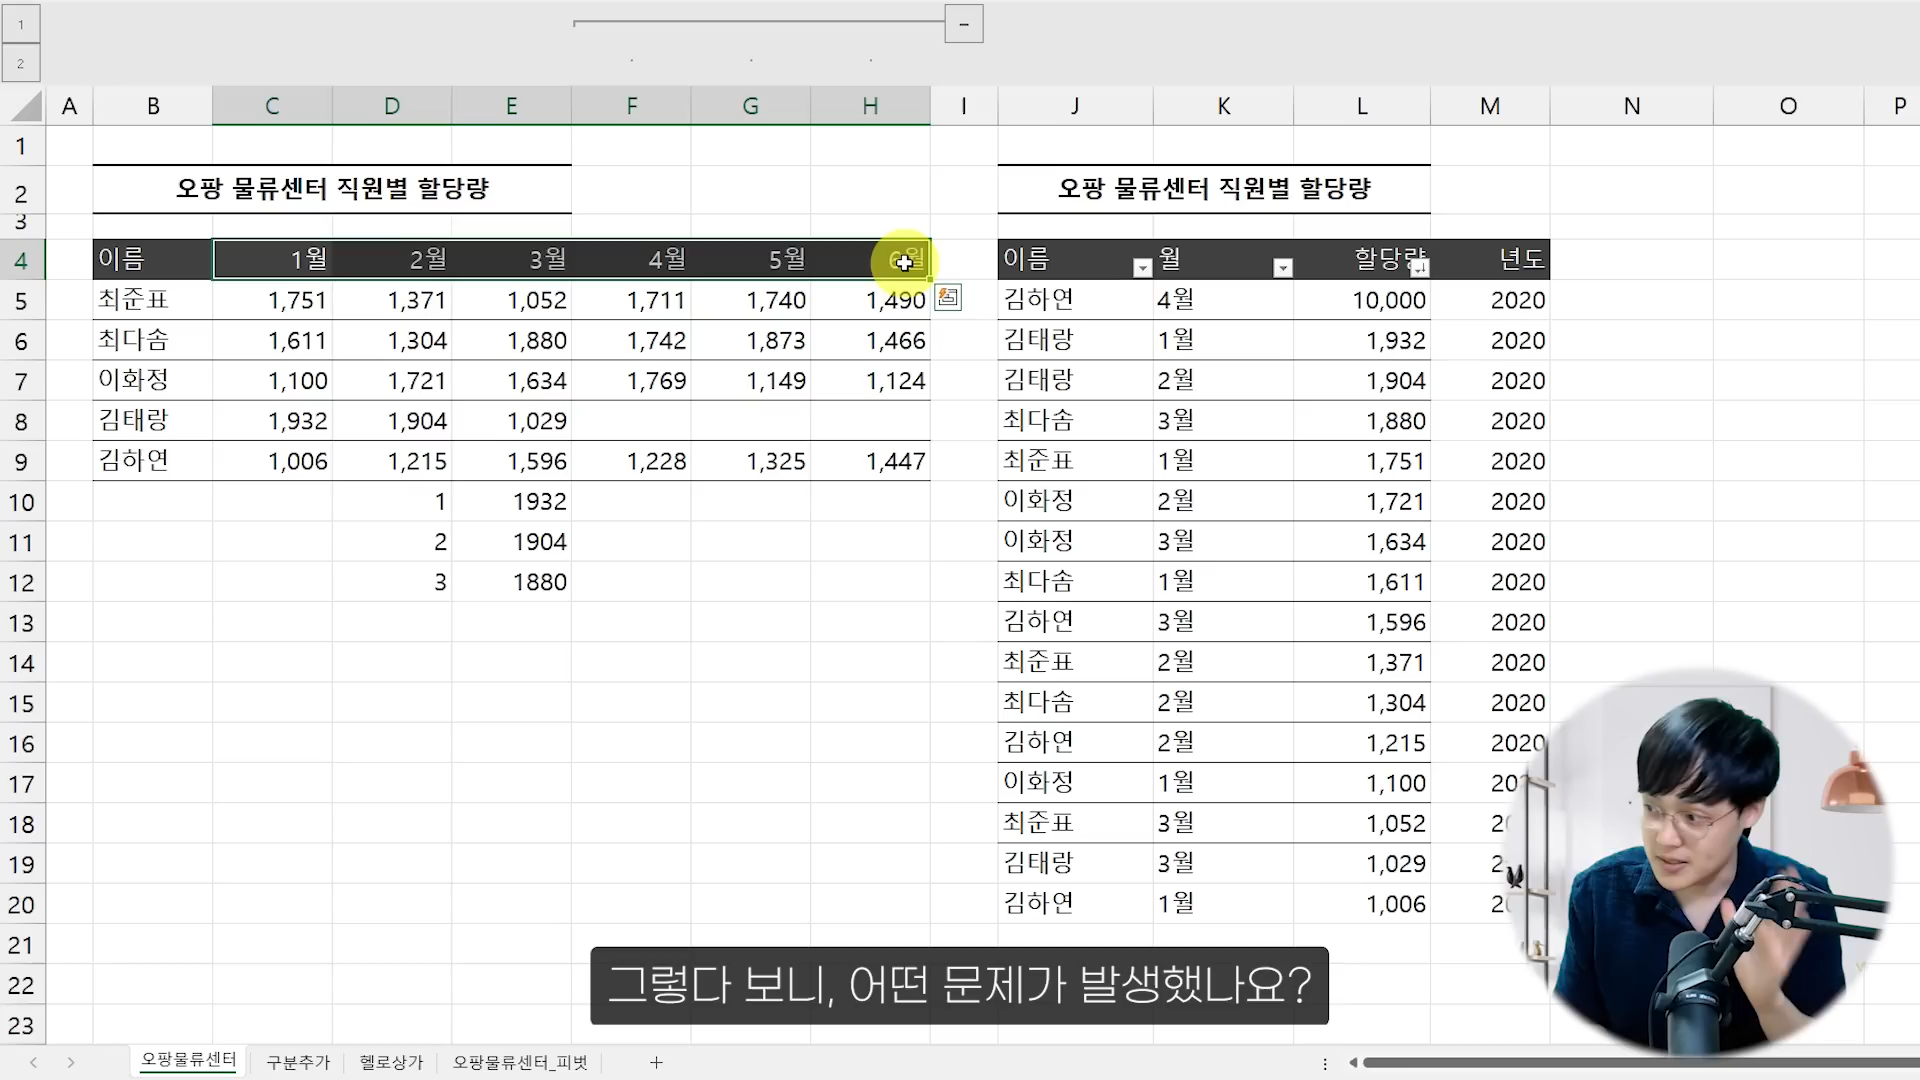 1
2
A B C D E F G H I J K L M N O P
1
2 오팡 물류센터 직원별 할당량 오팡 물류센터 직원별 할당량
3
4 이름 1월 2월 3월 4월 5월 6월 이름 월 할당량 년도
5 최준표 1,751 1,371 1,052 1,711 1,740 1,490 김하연 4월 10,000 2020
6 최다솜 1,611 1,304 1,880 1,742 1,873 1,466 김태랑 1월 1,932 2020
7 이화정 1,100 1,721 1,634 1,769 1,149 1,124 김태랑 2월 1,904 2020
8 김태랑 1,932 1,904 1,029 최다솜 3월 1,880 2020
9 김하연 1,006 1,215 1,596 1,228 1,325 1,447 최준표 1월 1,751 2020
10 1 1932 이화정 2월 1,721 2020
11 2 1904 이화정 3월 1,634 2020
12 3 1880 최다솜 1월 1,611 2020
13 김하연 3월 1,596 2020
14 최준표 2월 1,371 2020
15 최다솜 2월 1,304 2020
16 김하연 2월 1,215 2020
17 이화정 1월 1,100
18 최준표 3월 1,052
19 김태랑 3월 1,029
20 김하연 1월 1,006
21
22
23
그렇다 보니, 어떤 문제가 발생했나요?
오팡물류센터 구분추가 헬로상가 오팡물류센터_피벗